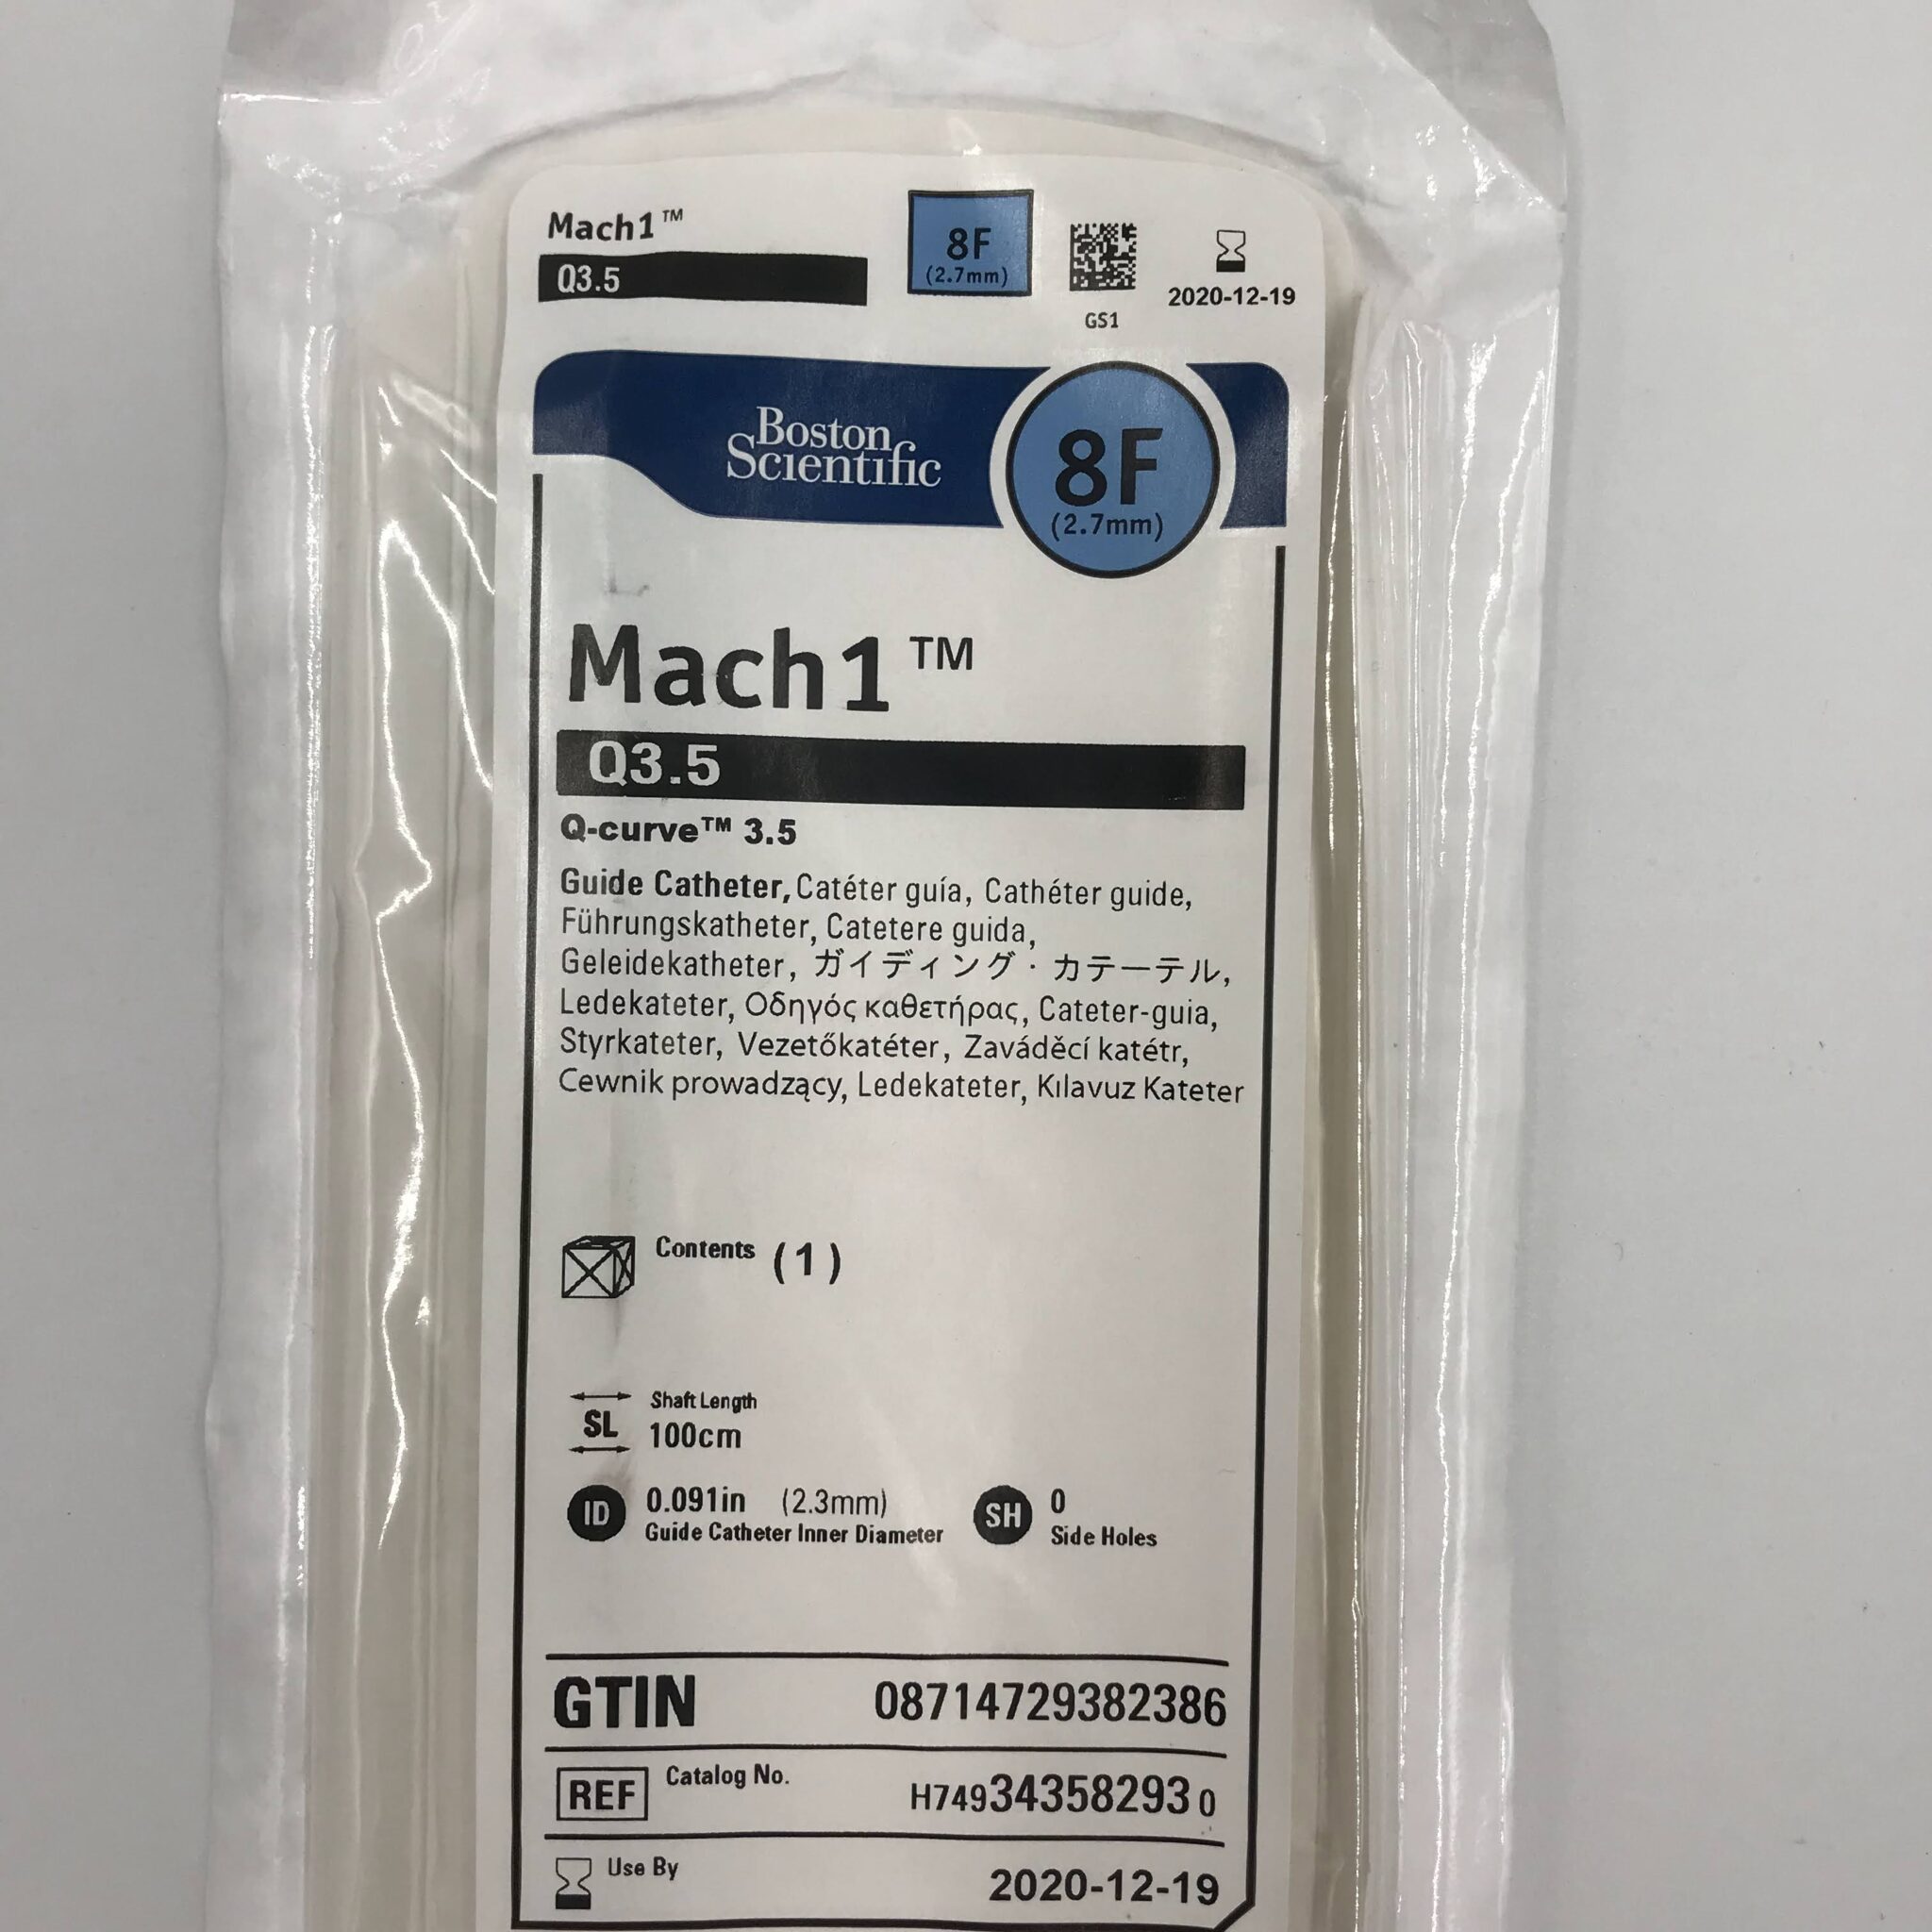 Mach1™
Q3.5
8F
(2.7mm)
GS1
2020-12-19
Boston
Scientific
8F
(2.7mm)
Mach1™
Q3.5
Q-curve™ 3.5
Guide Catheter, Catéter guía, Cathéter guide,
Führungskatheter, Catetere guida,
Geleidekatheter, ガイディング・カテーテル,
Ledekateter, Οδηγός καθετήρας, Cateter-guia,
Styrkateter, Vezetőkatéter, Zaváděcí katétr,
Cewnik prowadzący, Ledekateter, Kılavuz Kateter
Contents (1)
Shaft Length
SL 100cm
ID 0.091in (2.3mm)
Guide Catheter Inner Diameter
SH 0
Side Holes
GTIN 08714729382386
REF Catalog No. H749343582930
Use By 2020-12-19